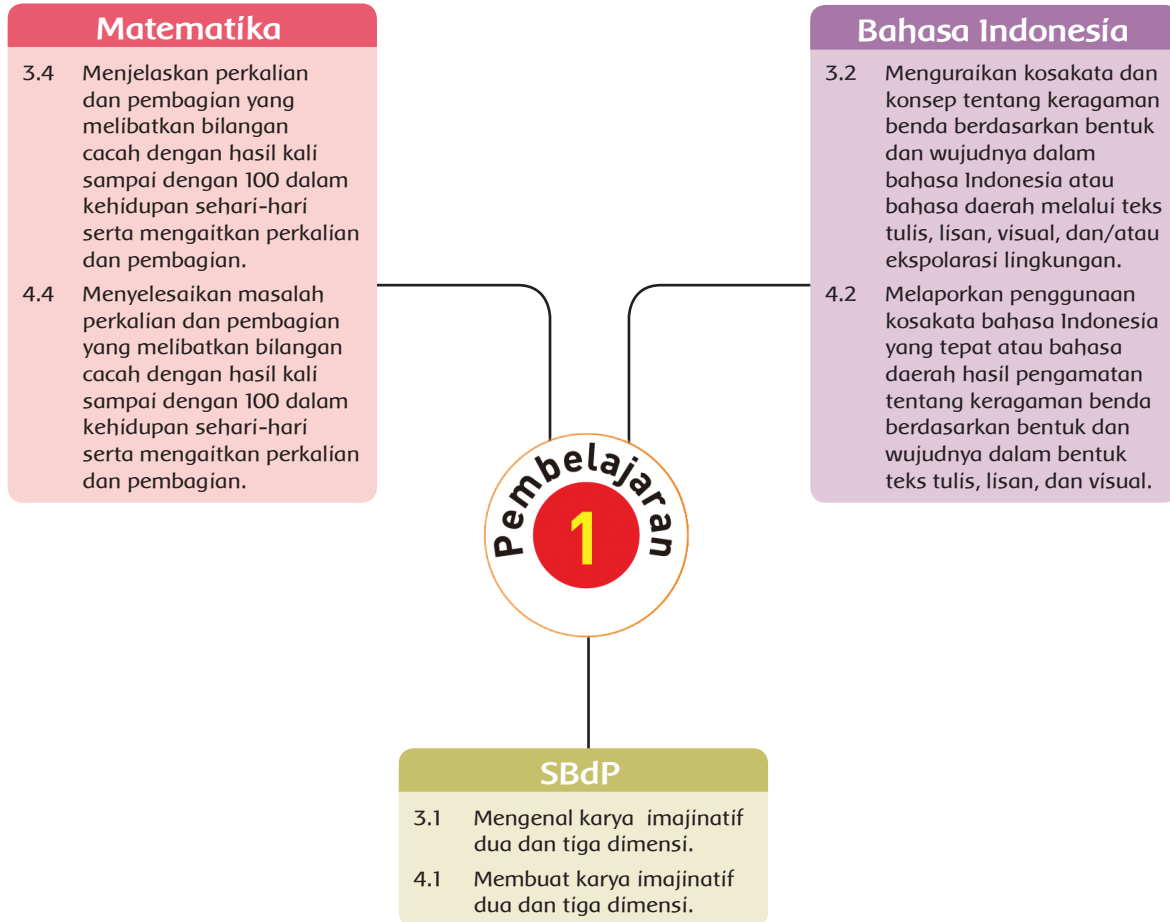 Matematika
3.4 Menjelaskan perkalian
dan pembagian yang
melibatkan bilangan
cacah dengan hasil kali
sampai dengan 100 dalam
kehidupan sehari-hari
serta mengaitkan perkalian
dan pembagian.
4.4 Menyelesaikan masalah
perkalian dan pembagian
yang melibatkan bilangan
cacah dengan hasil kali
sampai dengan 100 dalam
kehidupan sehari-hari
serta mengaitkan perkalian
dan pembagian.
Bahasa Indonesia
3.2 Menguraikan kosakata dan
konsep tentang keragaman
benda berdasarkan bentuk
dan wujudnya dalam
bahasa Indonesia atau
bahasa daerah melalui teks
tulis, lisan, visual, dan/atau
ekspolarasi lingkungan.
4.2 Melaporkan penggunaan
kosakata bahasa Indonesia
yang tepat atau bahasa
daerah hasil pengamatan
tentang keragaman benda
berdasarkan bentuk dan
wujudnya dalam bentuk
teks tulis, lisan, dan visual.
Pembelajaran
1
SBdP
3.1 Mengenal karya imajinatif
dua dan tiga dimensi.
4.1 Membuat karya imajinatif
dua dan tiga dimensi.